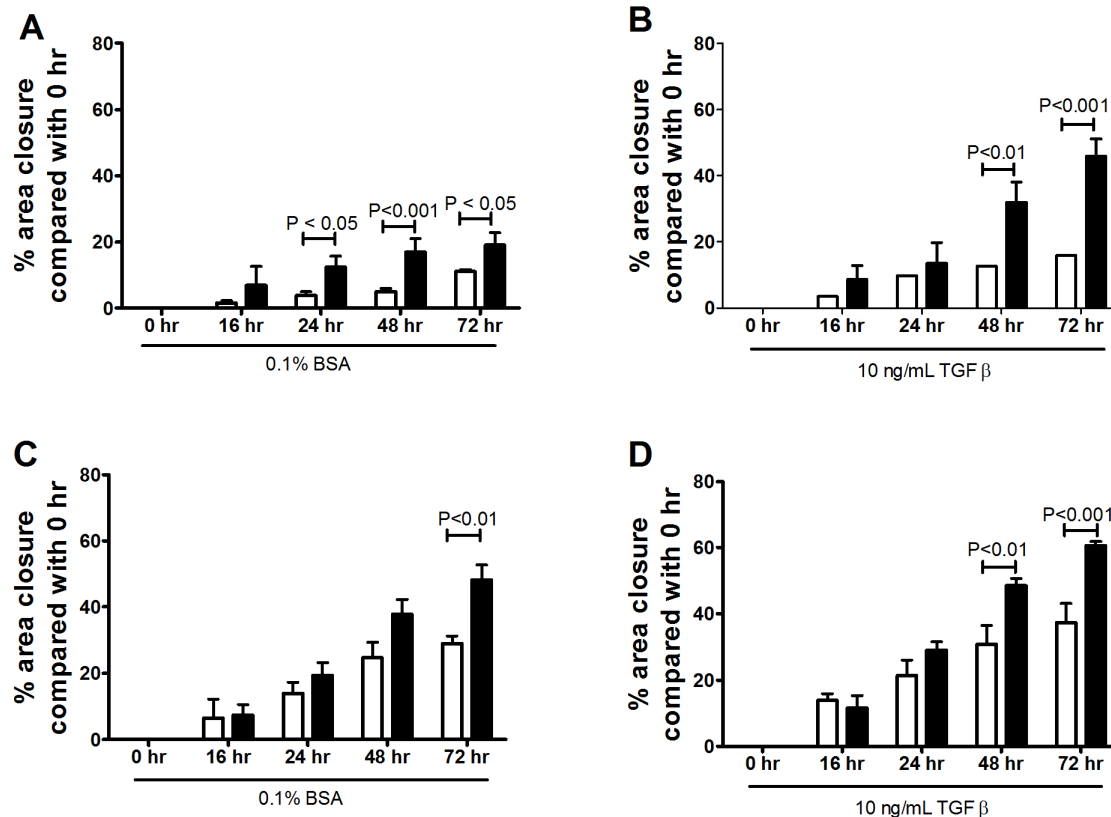 A
% area closure
compared with 0 hr
80
60
40
20
0
P < 0.05
P<0.001
P < 0.05
0 hr
16 hr
24 hr
48 hr
72 hr
0.1% BSA
B
% area closure
compared with 0 hr
80
60
40
20
0
P<0.01
P<0.001
0 hr
16 hr
24 hr
48 hr
72 hr
10 ng/mL TGF β
C
% area closure
compared with 0 hr
80
60
40
20
0
P<0.01
0 hr
16 hr
24 hr
48 hr
72 hr
0.1% BSA
D
% area closure
compared with 0 hr
80
60
40
20
0
P<0.01
P<0.001
0 hr
16 hr
24 hr
48 hr
72 hr
10 ng/mL TGF β